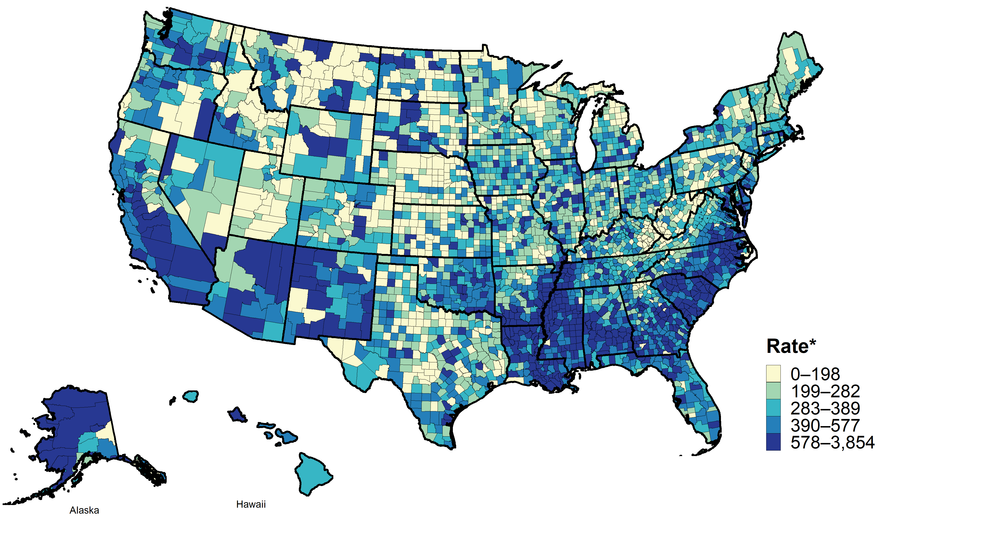 Rate*
0–198
199–282
283–389
390–577
578–3,854
Alaska
Hawaii